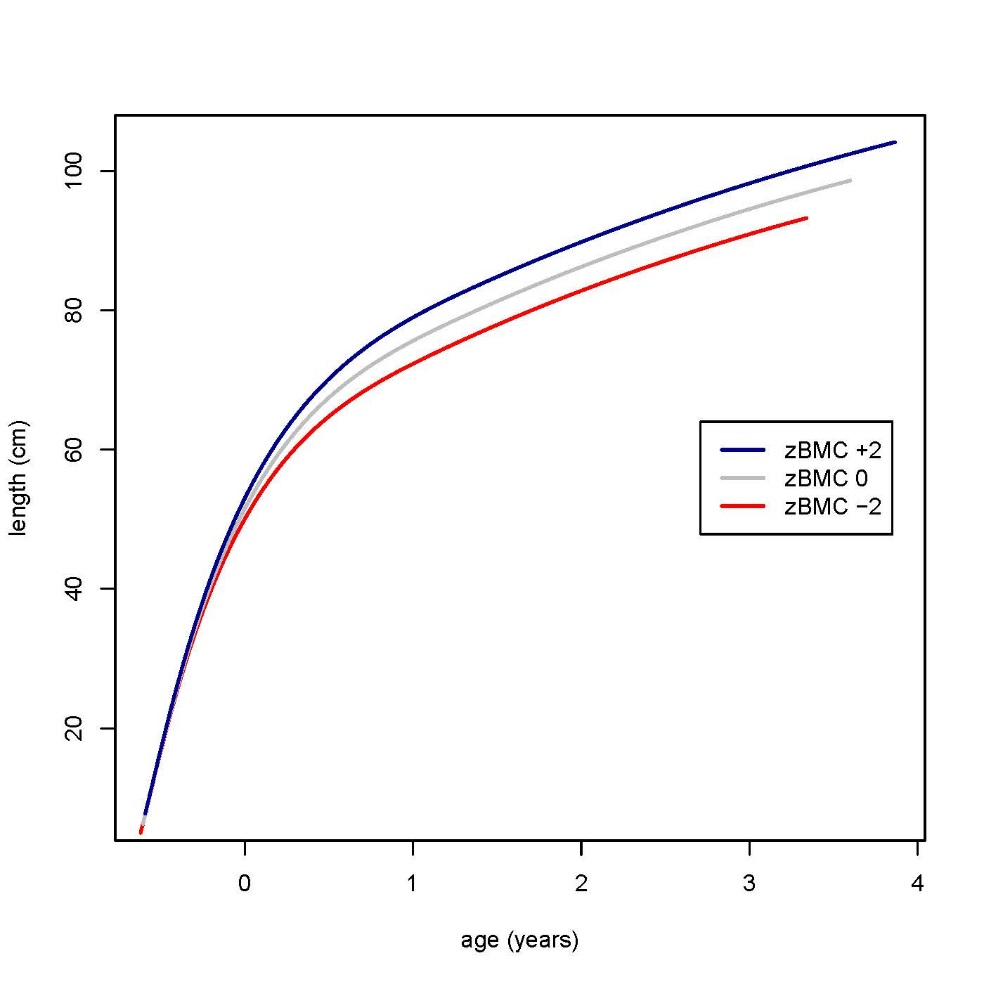 100
80
60
40
20
length (cm)
zBMC +2
zBMC 0
zBMC −2
0 1 2 3 4
age (years)